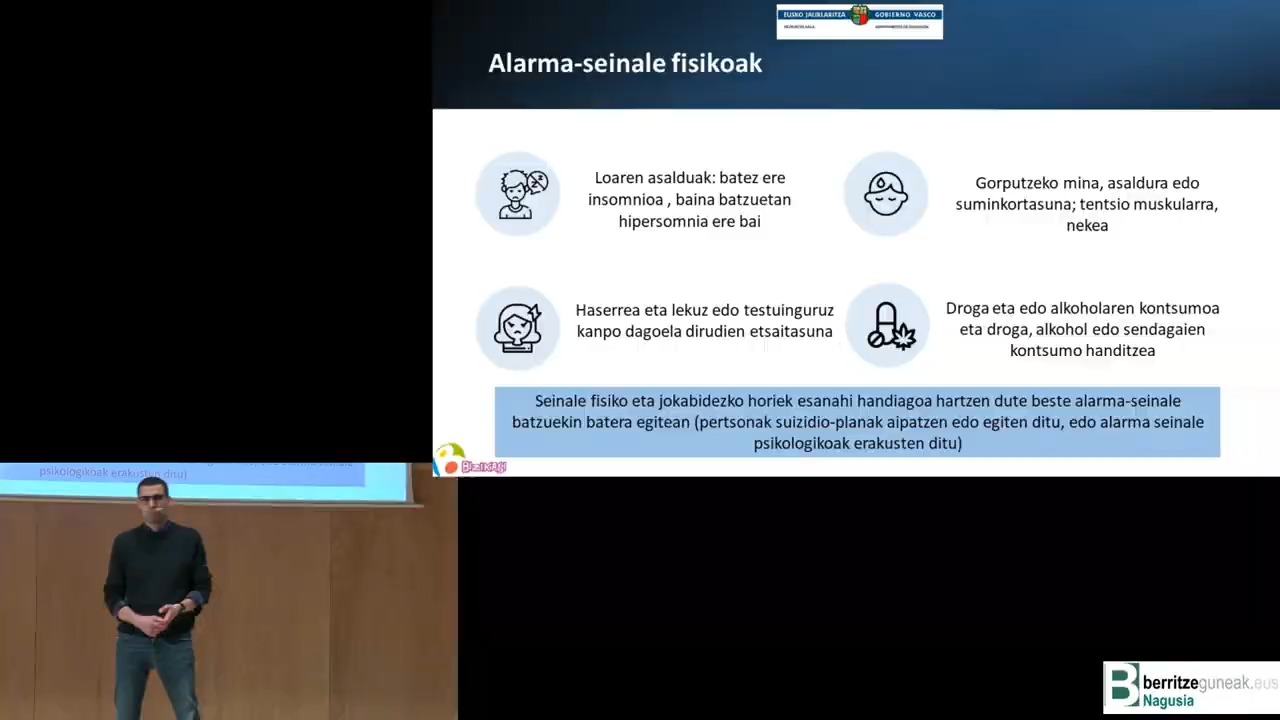 EUSKO JAURLARITZA
GOBIERNO VASCO
Alarma-seinale fisikoak
Loaren asalduak: batez ere
insomnioa , baina batzuetan
hipersomnia ere bai
Gorputzeko mina, asaldura edo
suminkortasuna; tentsio muskularra,
nekea
Haserrea eta lekuz edo testuinguruz
kanpo dagoela dirudien etsaitasuna
Droga eta edo alkoholaren kontsumoa
eta droga, alkohol edo sendagaien
kontsumo handitzea
Seinale fisiko eta jokabidezko horiek esanahi handiagoa hartzen dute beste alarma-seinale
batzuekin batera egitean (pertsonak suizidio-planak aipatzen edo egiten ditu, edo alarma seinale
psikologikoak erakusten ditu)
BIZIKASI
psikologikoak erakusten ditu)
berritzeguneak.eus
Nagusia